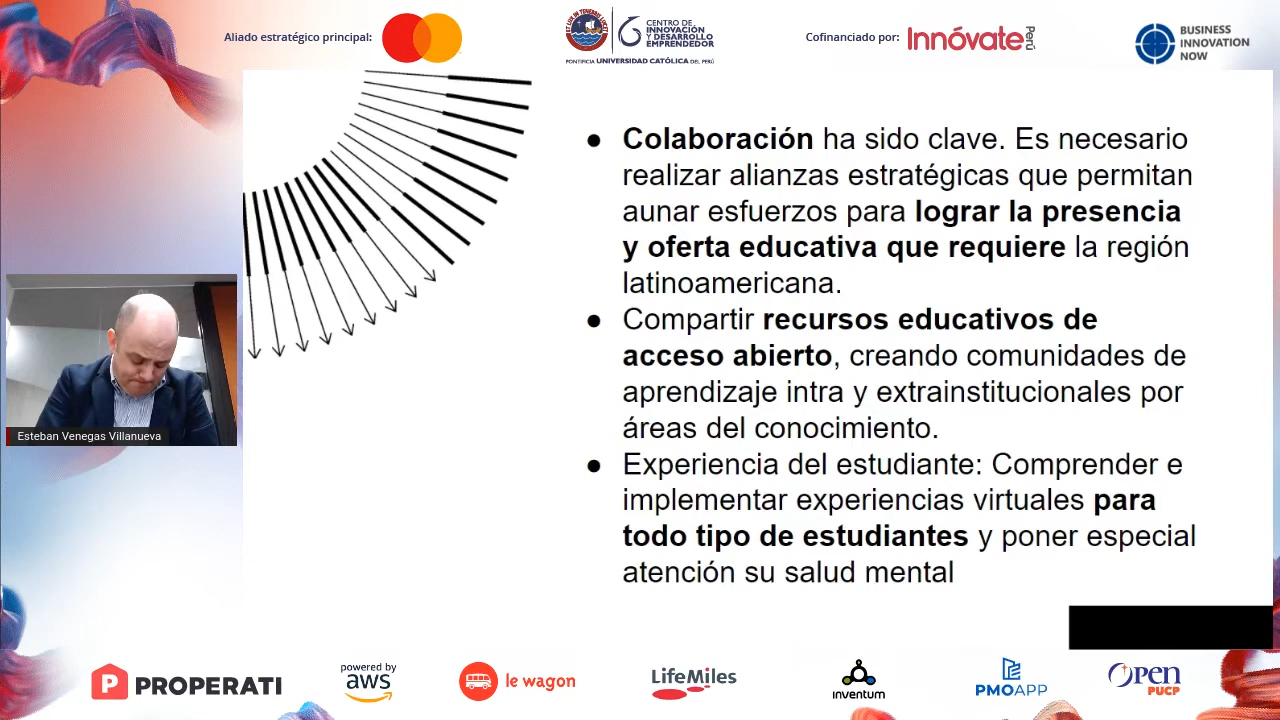 Aliado estratégico principal:
CENTRO DE
INNOVACIÓN
Y DESARROLLO
EMPRENDEDOR
PONTIFICIA UNIVERSIDAD CATÓLICA DEL PERÚ
Cofinanciado por:
Innóvate Perú
BUSINESS
INNOVATION
NOW
● Colaboración ha sido clave. Es necesario
realizar alianzas estratégicas que permitan
aunar esfuerzos para lograr la presencia
y oferta educativa que requiere la región
latinoamericana.
● Compartir recursos educativos de
acceso abierto, creando comunidades de
aprendizaje intra y extrainstitucionales por
áreas del conocimiento.
● Experiencia del estudiante: Comprender e
implementar experiencias virtuales para
todo tipo de estudiantes y poner especial
atención su salud mental
Esteban Venegas Villanueva
PROPERATI
powered by
aws
le wagon
LifeMiles
INVENTUM
PMOAPP
OPEN
PUCP